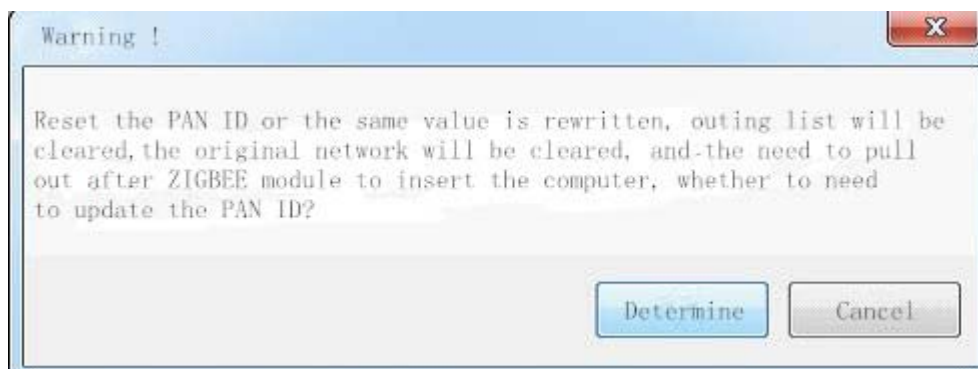 Warning !
Reset the PAN ID or the same value is rewritten, outing list will be
cleared, the original network will be cleared, and-the need to pull
out after ZIGBEE module to insert the computer, whether to need
to update the PAN ID?
Determine
Cancel